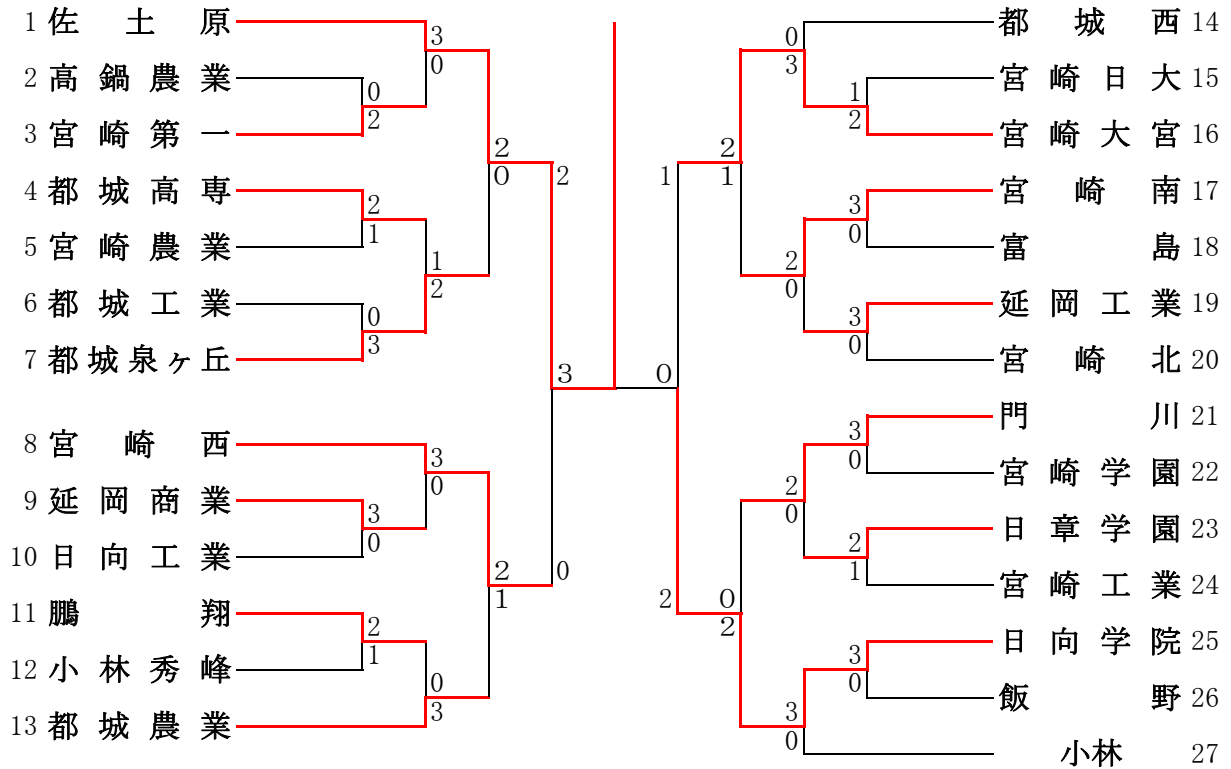 1 佐土原
2 高鍋農業
3 宮崎第一
4 都城高専
5 宮崎農業
6 都城工業
7 都城泉ヶ丘
8 宮崎西
9 延岡商業
10 日向工業
11 鵬翔
12 小林秀峰
13 都城農業
3
0
0
2
2
1
0
3
1
2
2
0
2
3
0
3
0
2
1
0
3
2
1
0
3
0
都城西 14
宮崎日大 15
宮崎大宮 16
宮崎南 17
富島 18
延岡工業 19
宮崎北 20
門川 21
宮崎学園 22
日章学園 23
宮崎工業 24
日向学院 25
飯野 26
小林 27
0
3
1
2
2
1
1
3
0
2
0
3
0
3
0
2
0
2
1
2
0
2
3
0
3
0